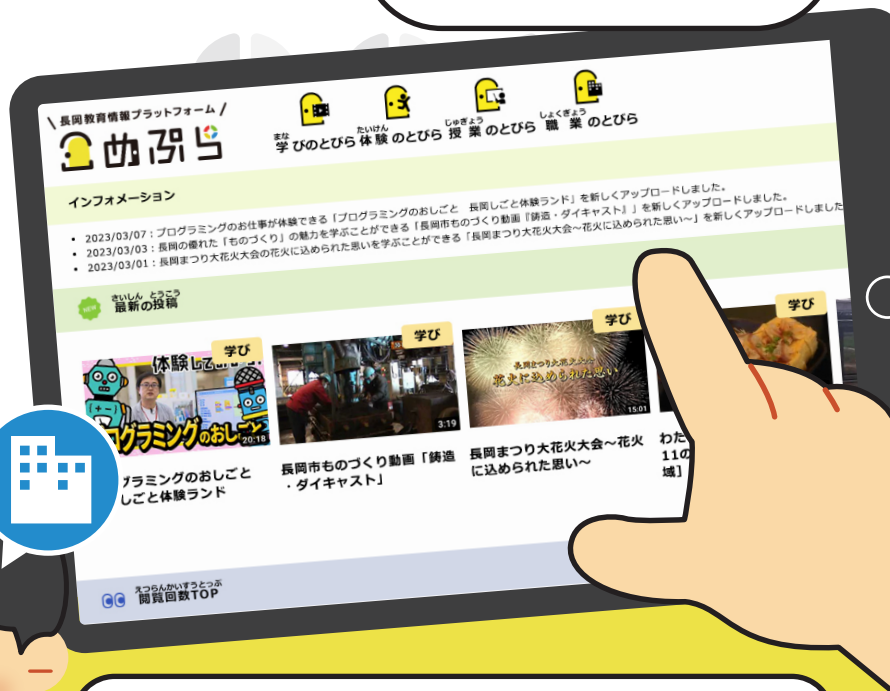 \ 長岡教育情報プラットフォーム /
こめぷら
まな
学びのとびら
たいけん
体験のとびら
じゅぎょう
授業のとびら
しょくぎょう
職業のとびら
インフォメーション
• 2023/03/07：プログラミングのお仕事が体験できる「プログラミングのおしごと　長岡しごと体験ランド」を新しくアップロードしました。
• 2023/03/03：長岡の優れた「ものづくり」の魅力を学ぶことができる「長岡市ものづくり動画『鋳造・ダイキャスト』」を新しくアップロードしました。
• 2023/03/01：長岡まつり大花火大会の花火に込められた思いを学ぶことができる「長岡まつり大花火大会～花火に込められた思い～」を新しくアップロードしました
NEW
さいしん とうこう
最新の投稿
学び
学び
学び
学び
体験し
ログラミングのおしごと
20:18
3:19
長岡まつり大花火大会
花火に込められた思い
15:01
グラミングのおしごと
しごと体験ランド
長岡市ものづくり動画「鋳造
・ダイキャスト」
長岡まつり大花火大会～花火
に込められた思い～
わた
11の
域］
えつらんかいすうとっぷ
閲覧回数TOP